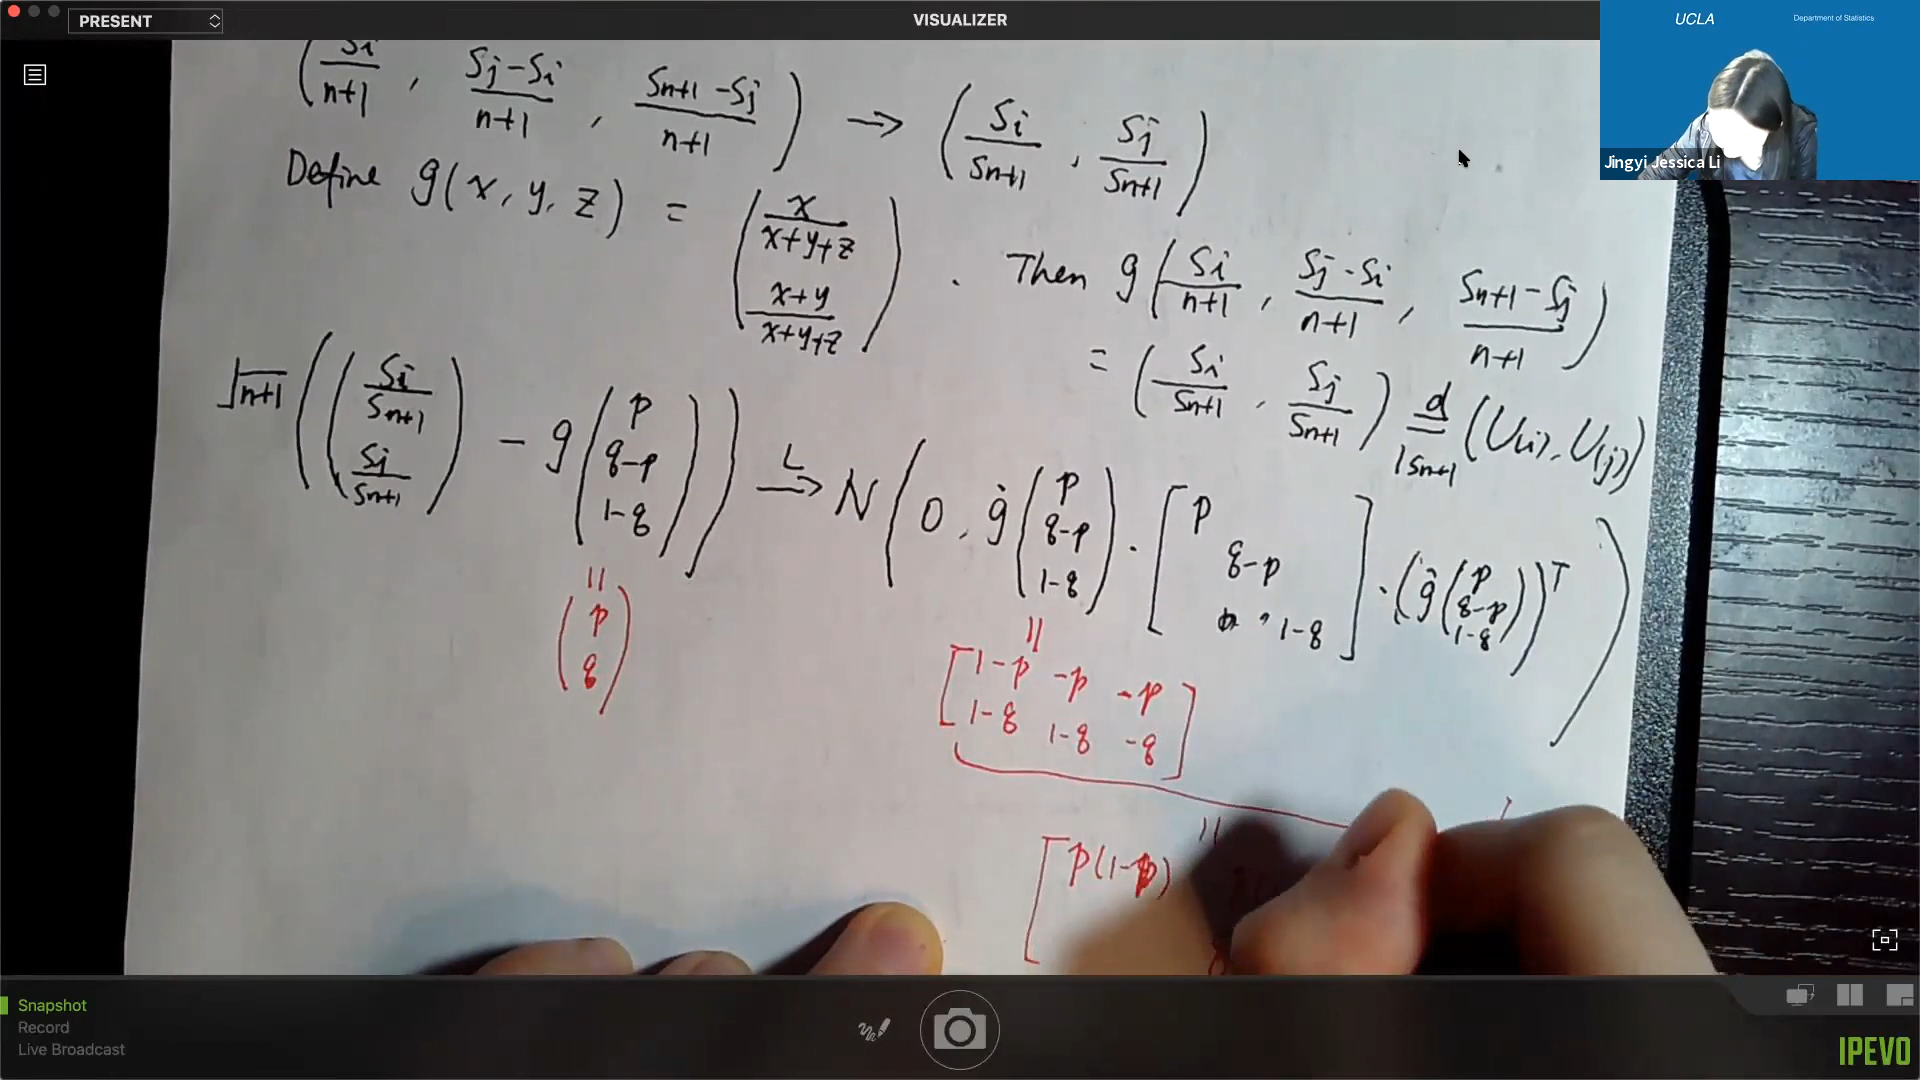 PRESENT
VISUALIZER
UCLA
Department of Statistics
Jingyi Jessica Li
(Si/n+1 , Sj-Si/n+1 , Sn+1-Sj/n+1) → (Si/Sn+1 , Sj/Sn+1)
Define g(x, y, z) = (x/x+y+z x+y/x+y+z) . Then g(Si/n+1 , Sj-Si/n+1 , Sn+1-Sj/n+1)
= (Si/Sn+1 , Sj/Sn+1) d= | Sn+1 (U(i), U(j))
√n+1 ((Si/Sn+1 Sj/Sn+1) - g(p q-p 1-q)) L→ N(0, ġ(p q-p 1-q) · [p q-p 1-q] · (ġ(p q-p 1-q))T)
=
(p
q)
=
[1-p -p -p
1-q 1-q -q]
=
[p(1-p)
Snapshot
Record
Live Broadcast
IPEVO